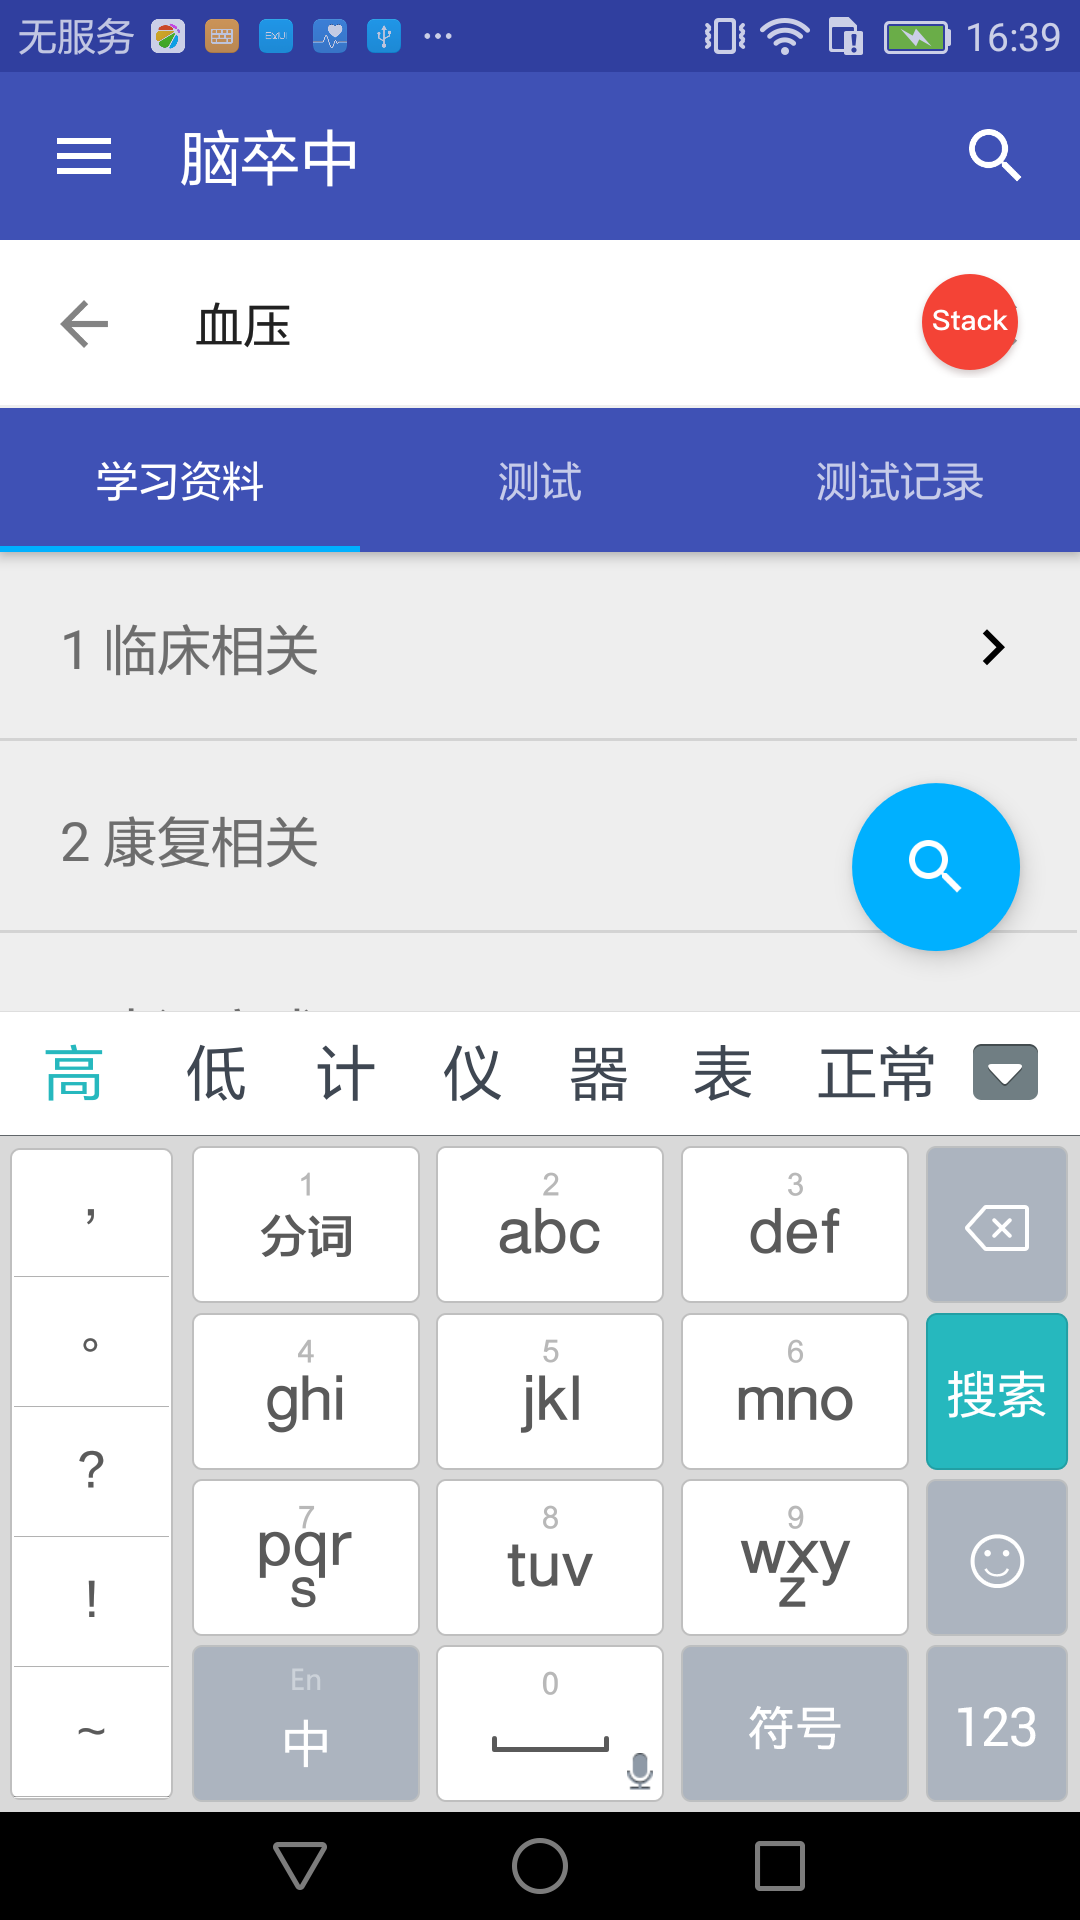 无服务 EMUI 16:39
脑卒中
血压 Stack
学习资料 测试 测试记录
1 临床相关
2 康复相关
高 低 计 仪 器 表 正常
, 1 分词 2 abc 3 def
。 4 ghi 5 jkl 6 mno 搜索
? 7 pqrs 8 tuv 9 wxyz
! En 中 0 符号 123
~